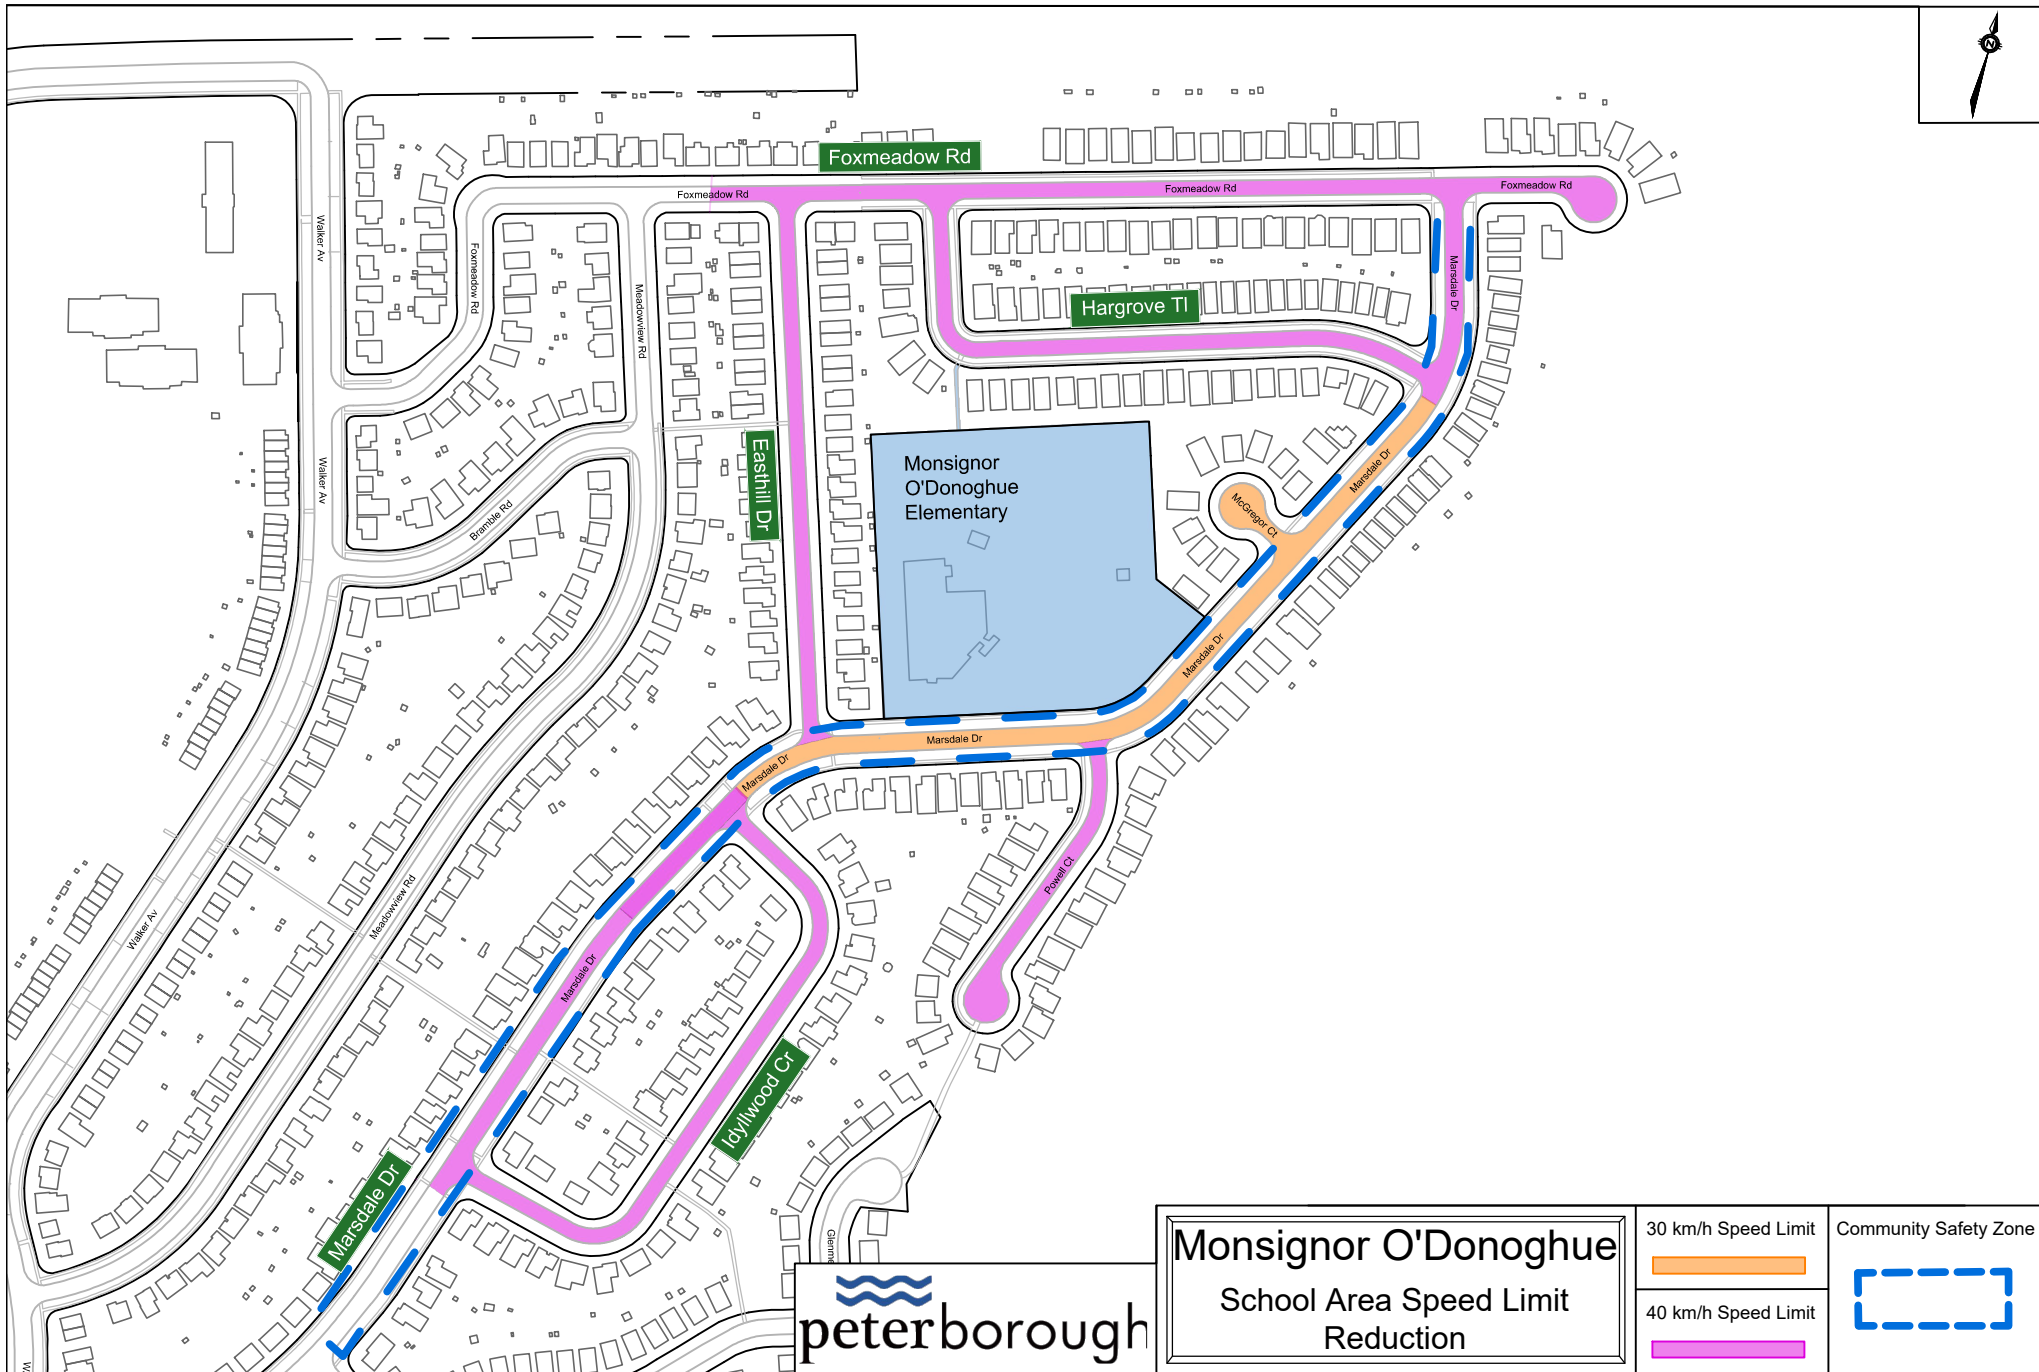 N
Foxmeadow Rd
Foxmeadow Rd
Foxmeadow Rd
Foxmeadow Rd
Walker Av
Foxmeadow Rd
Meadowview Rd
Marsdale Dr
Hargrove Tl
Easthill Dr
Monsignor
O'Donoghue
Elementary
Walker Av
Bramble Rd
Marsdale Dr
McGregor Ct
Marsdale Dr
Marsdale Dr
Marsdale Dr
Powell Ct
Walker Av
Meadowview Rd
Marsdale Dr
Idyllwood Cr
Marsdale Dr
Glenme
W
peterborough
Monsignor O'Donoghue
School Area Speed Limit
Reduction
30 km/h Speed Limit
40 km/h Speed Limit
Community Safety Zone